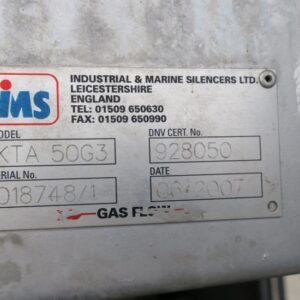 ims
INDUSTRIAL & MARINE SILENCERS LTD.
LEICESTERSHIRE
ENGLAND
TEL: 01509 650630
FAX: 01509 650990
MODEL DNV CERT. No.
KTA 50G3 928050
SERIAL No. DATE
018748/1 06/2007
GAS FLOW